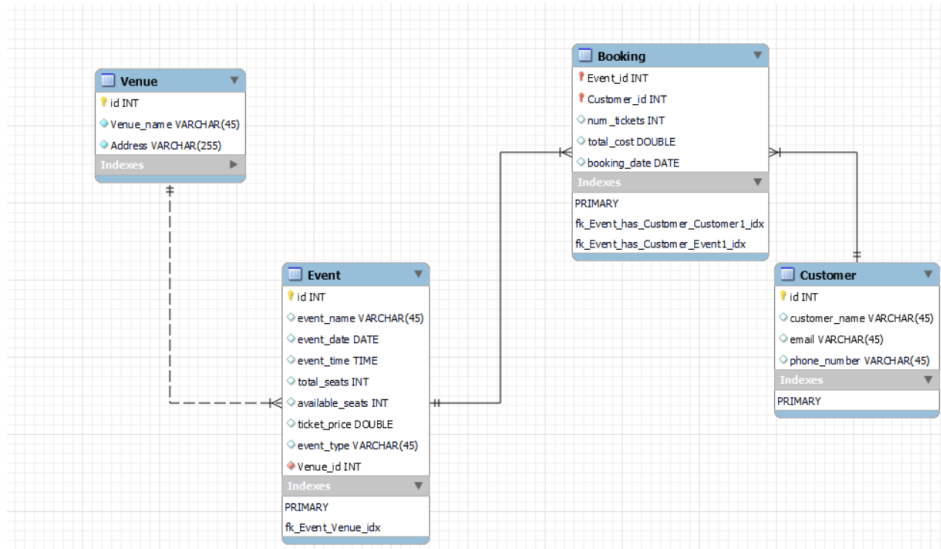 Venue
id INT
Venue_name VARCHAR(45)
Address VARCHAR(255)
Indexes
Booking
Event_id INT
Customer_id INT
num_tickets INT
total_cost DOUBLE
booking_date DATE
Indexes
PRIMARY
fk_Event_has_Customer_Customer1_idx
fk_Event_has_Customer_Event1_idx
Event
id INT
event_name VARCHAR(45)
event_date DATE
event_time TIME
total_seats INT
available_seats INT
ticket_price DOUBLE
event_type VARCHAR(45)
Venue_id INT
Indexes
PRIMARY
fk_Event_Venue_idx
Customer
id INT
customer_name VARCHAR(45)
email VARCHAR(45)
phone_number VARCHAR(45)
Indexes
PRIMARY